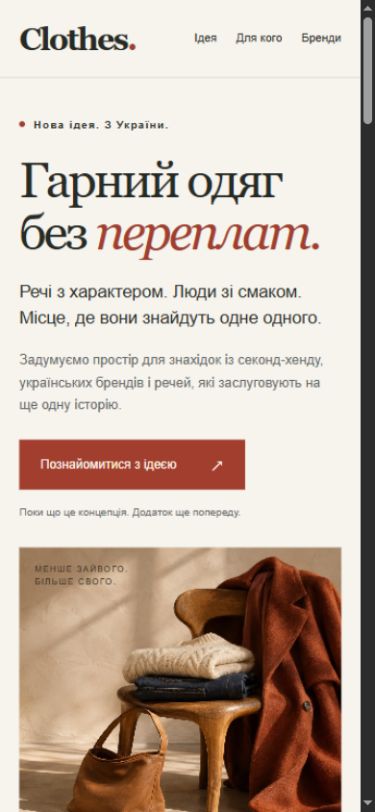 Clothes.
Ідея Для кого Бренди
Нова ідея. З України.
Гарний одяг
без переплат.
Речі з характером. Люди зі смаком.
Місце, де вони знайдуть одне одного.
Задумуємо простір для знахідок із секонд-хенду,
українських брендів і речей, які заслуговують на
ще одну історію.
Познайомитися з ідеєю ↗
Поки що це концепція. Додаток ще попереду.
МЕНШЕ ЗАЙВОГО.
БІЛЬШЕ СВОГО.